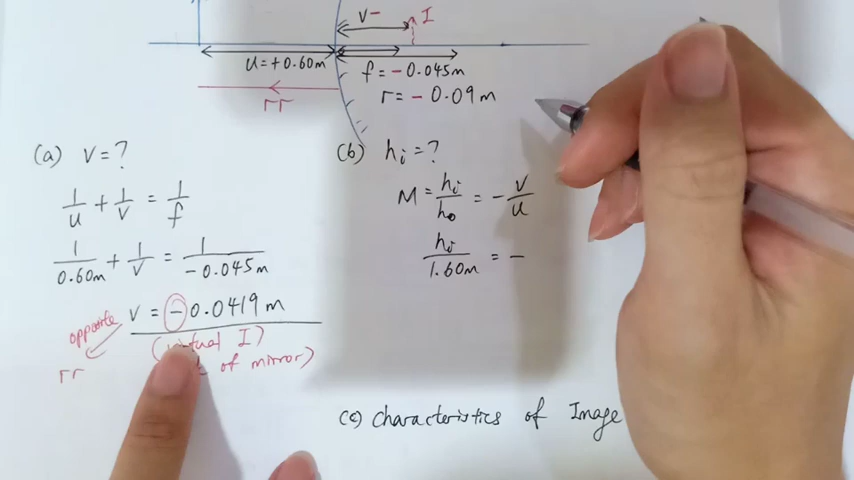 v- I
u=+0.60m
f=-0.045m
r=-0.09m
rr
(a) v=?
1/u + 1/v = 1/f
1/0.60m + 1/v = 1/-0.045m
v = -0.0419m
opposite
rr
I)
of mirror)
(b) hi=?
M = hi/ho = -v/u
hi/1.60m = -
(c) Characteristics of Image